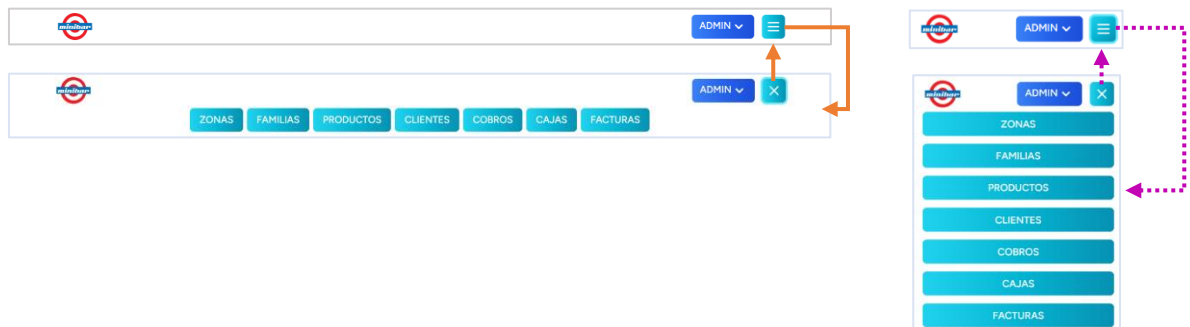 minibar ADMIN
minibar ADMIN
ZONAS FAMILIAS PRODUCTOS CLIENTES COBROS CAJAS FACTURAS
minibar ADMIN
minibar ADMIN
ZONAS
FAMILIAS
PRODUCTOS
CLIENTES
COBROS
CAJAS
FACTURAS